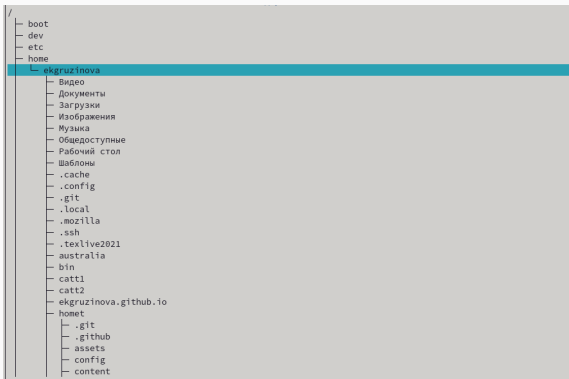 /
boot
dev
etc
home
ekgruzinova
Видео
Документы
Загрузки
Изображения
Музыка
Общедоступные
Рабочий стол
Шаблоны
.cache
.config
.git
.local
.mozilla
.ssh
.texlive2021
australia
bin
catt1
catt2
ekgruzinova.github.io
homet
.git
.github
assets
config
content